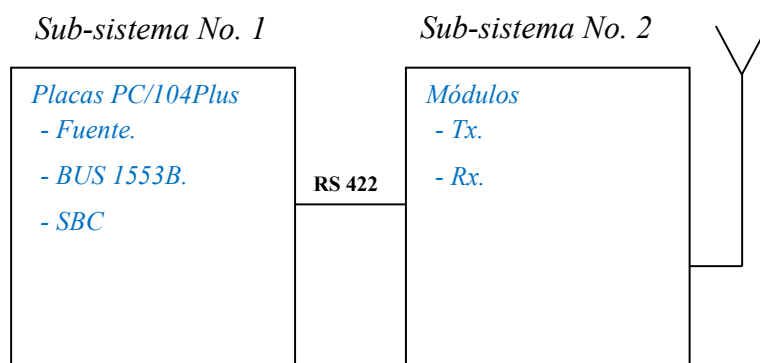 Sub-sistema No. 1
Placas PC/104Plus
- Fuente.
- BUS 1553B.
- SBC
RS 422
Sub-sistema No. 2
Módulos
- Tx.
- Rx.